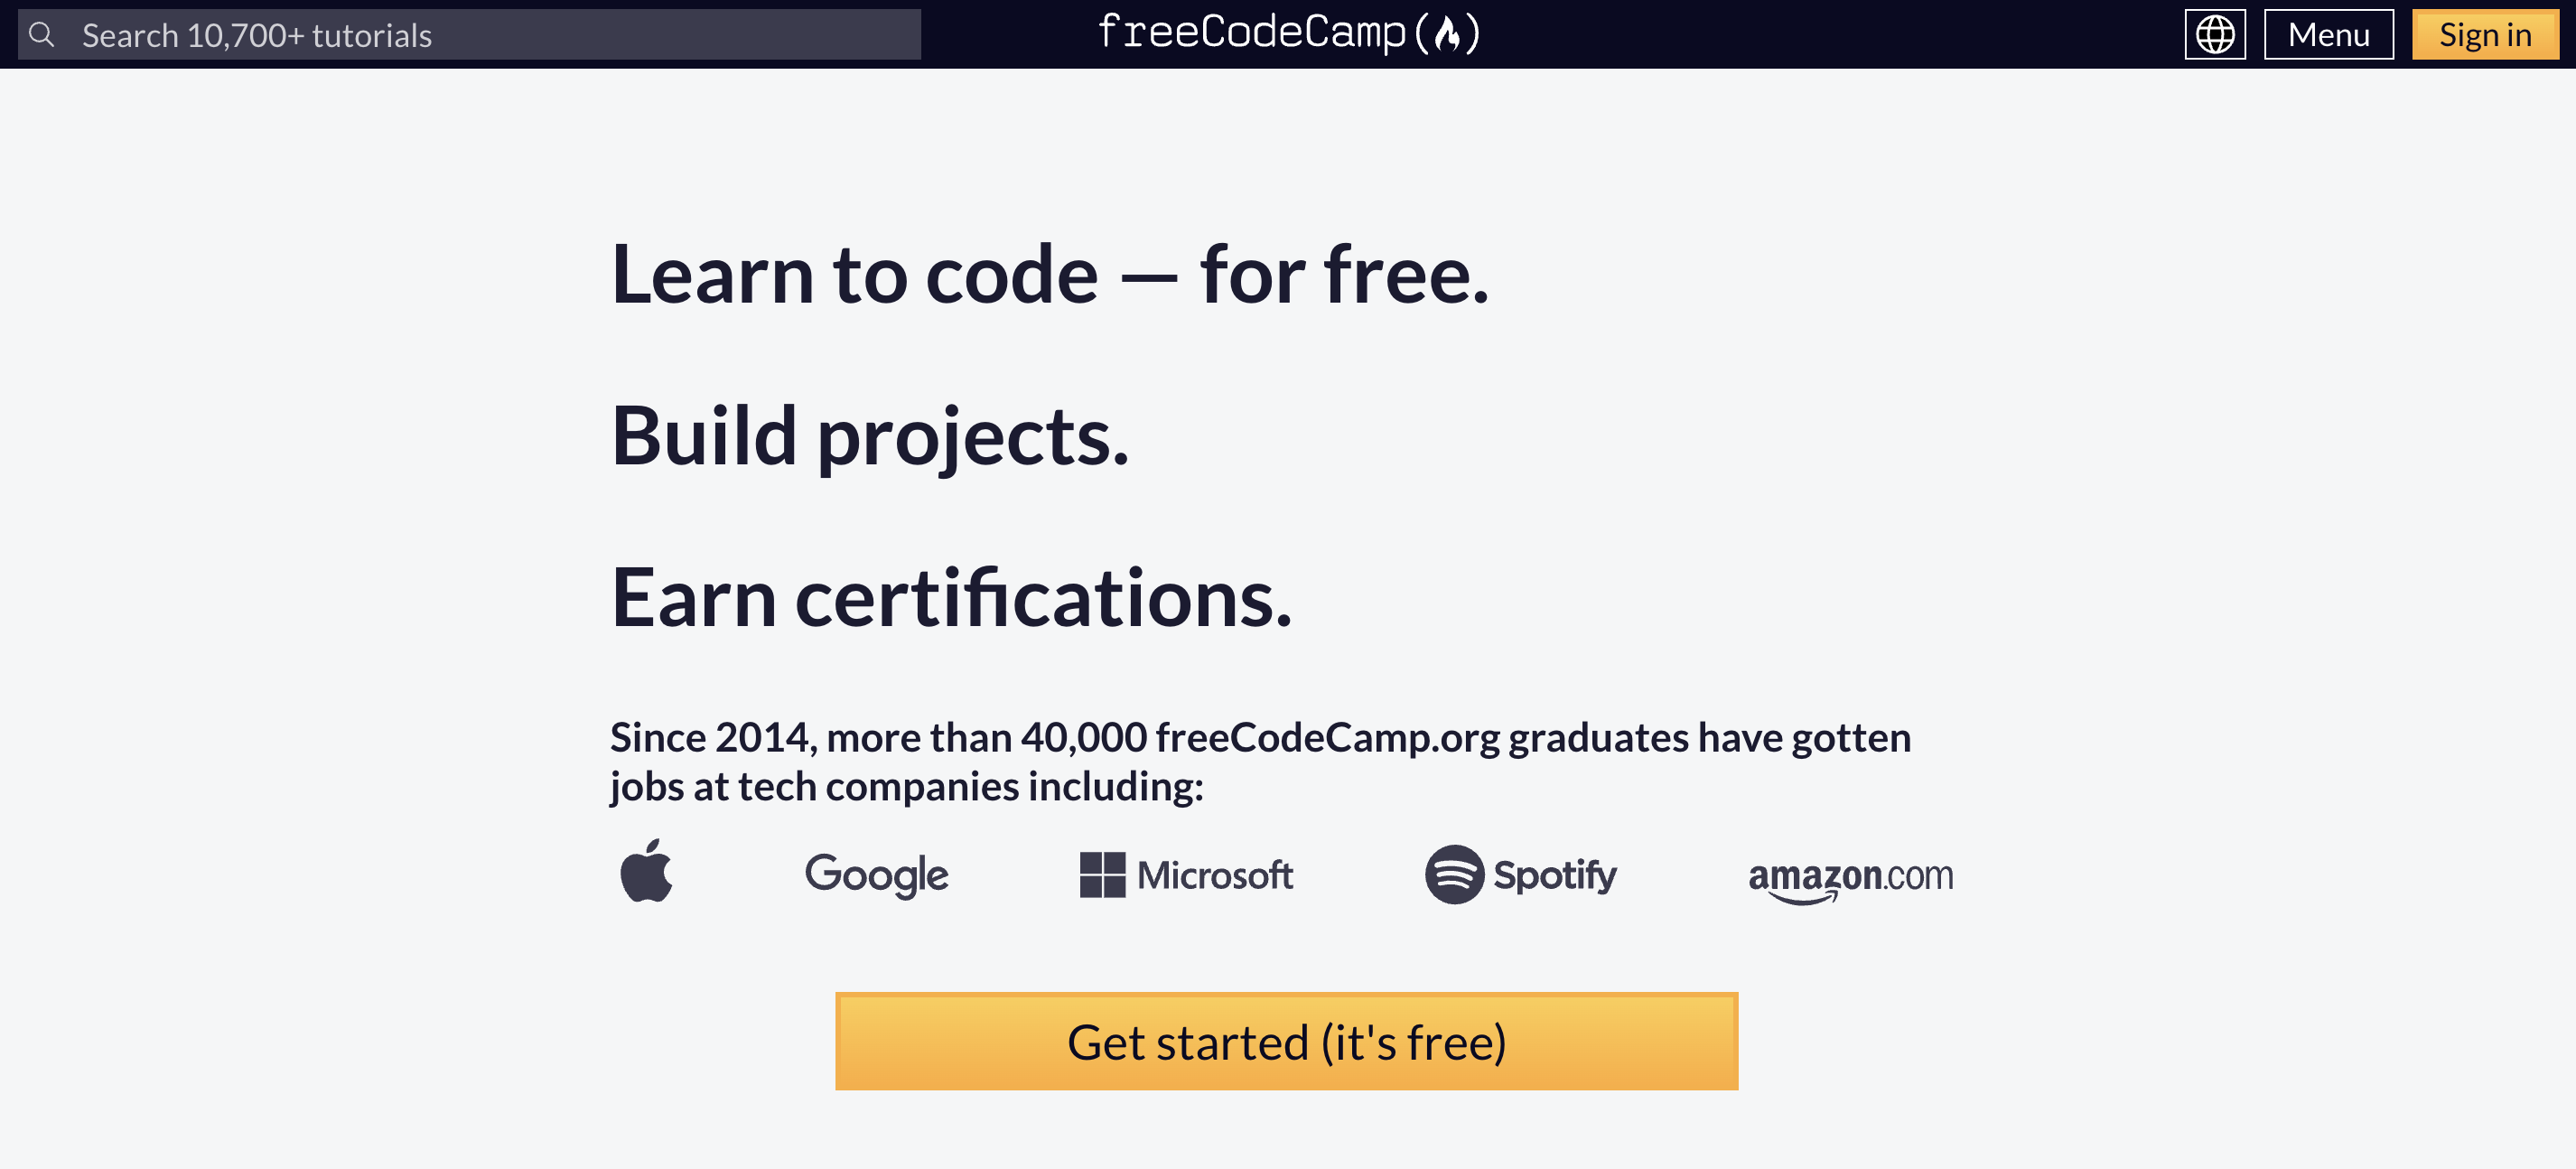 Search 10,700+ tutorials
freeCodeCamp
Menu
Sign in
Learn to code — for free.
Build projects.
Earn certifications.
Since 2014, more than 40,000 freeCodeCamp.org graduates have gotten
jobs at tech companies including:
Google
Microsoft
Spotify
amazon.com
Get started (it's free)